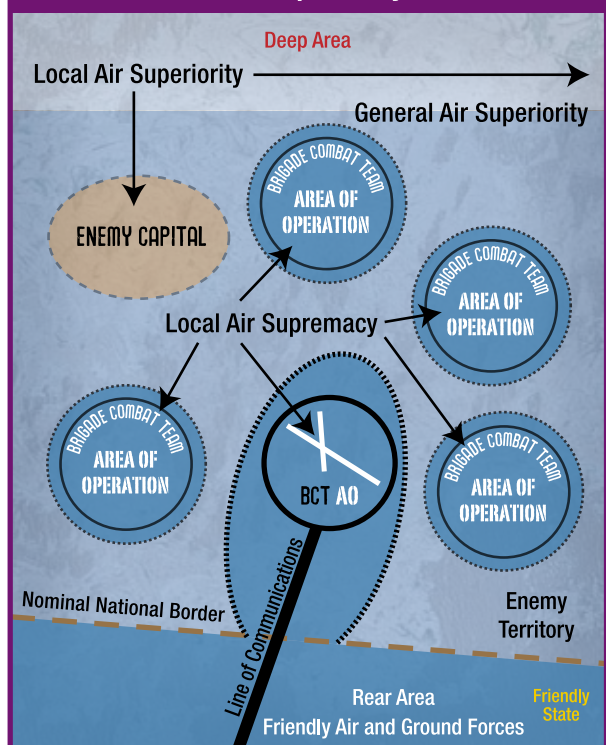 Deep Area
Local Air Superiority
General Air Superiority
BRIGADE COMBAT TEAM
AREA OF
OPERATION
ENEMY CAPITAL
BRIGADE COMBAT TEAM
AREA OF
OPERATION
Local Air Supremacy
BRIGADE COMBAT TEAM
AREA OF
OPERATION
BRIGADE COMBAT TEAM
AREA OF
OPERATION
BCT AO
Line of Communications
Nominal National Border
Enemy
Territory
Rear Area
Friendly Air and Ground Forces
Friendly
State